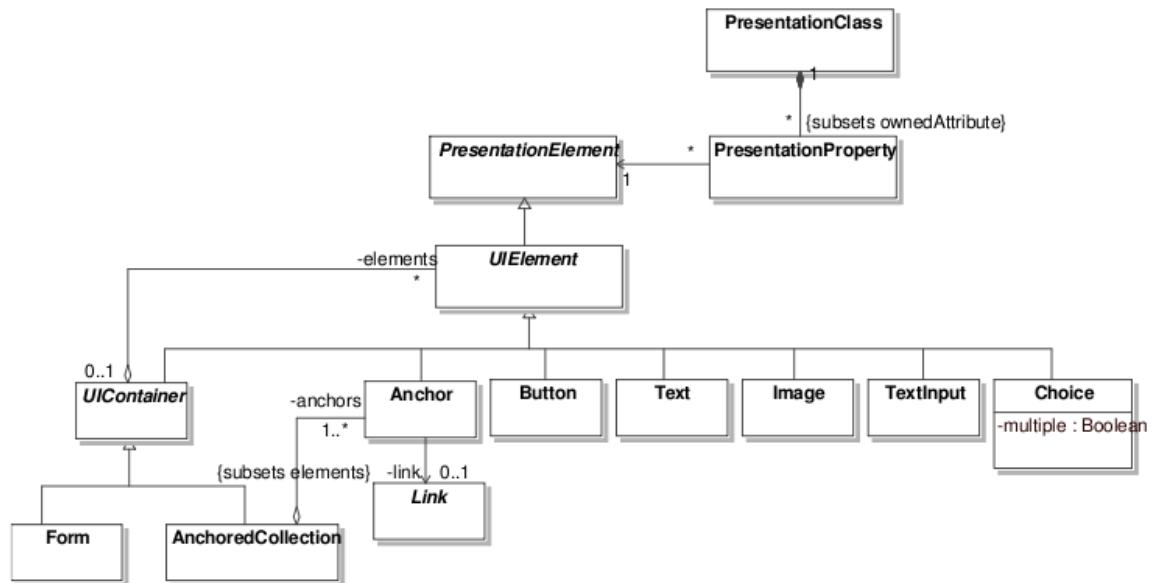 PresentationClass
1
* {subsets ownedAttribute}
PresentationElement
*
PresentationProperty
1
-elements
UIElement
*
0..1
UIContainer
-anchors
Anchor
Button
Text
Image
TextInput
Choice
1..*
-multiple : Boolean
{subsets elements}
-link
0..1
Link
Form
AnchoredCollection